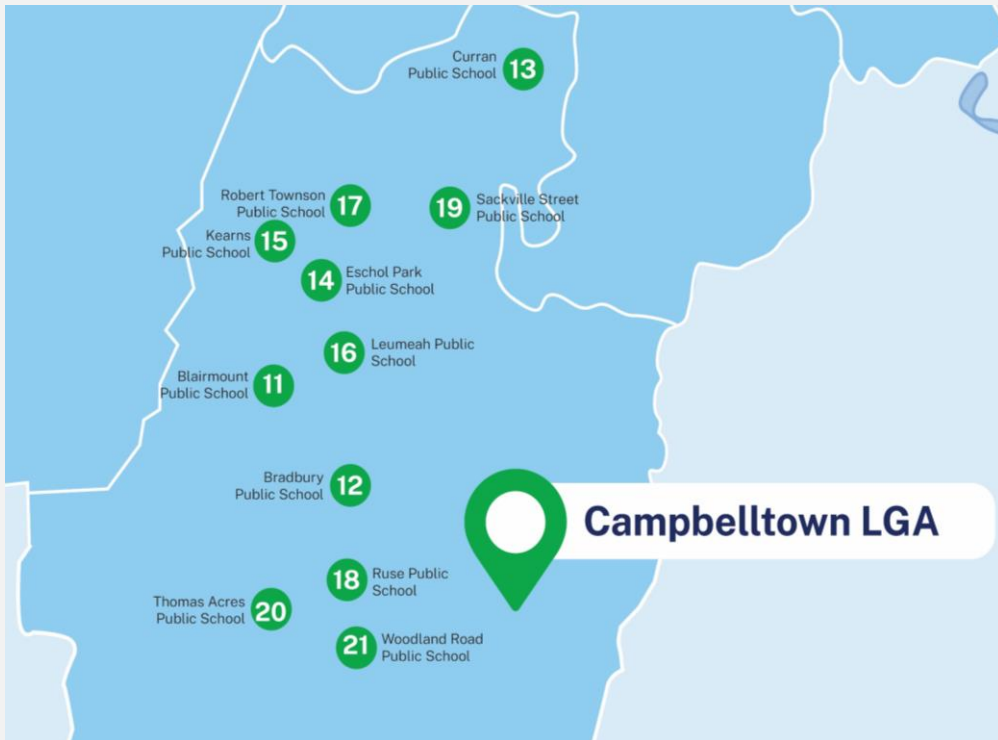 Curran
Public School
13
Robert Townson
Public School
17
19
Sackville Street
Public School
Kearns
Public School
15
14
Eschol Park
Public School
16
Leumeah Public
School
Blairmount
Public School
11
Bradbury
Public School
12
Campbelltown LGA
18
Ruse Public
School
Thomas Acres
Public School
20
21
Woodland Road
Public School